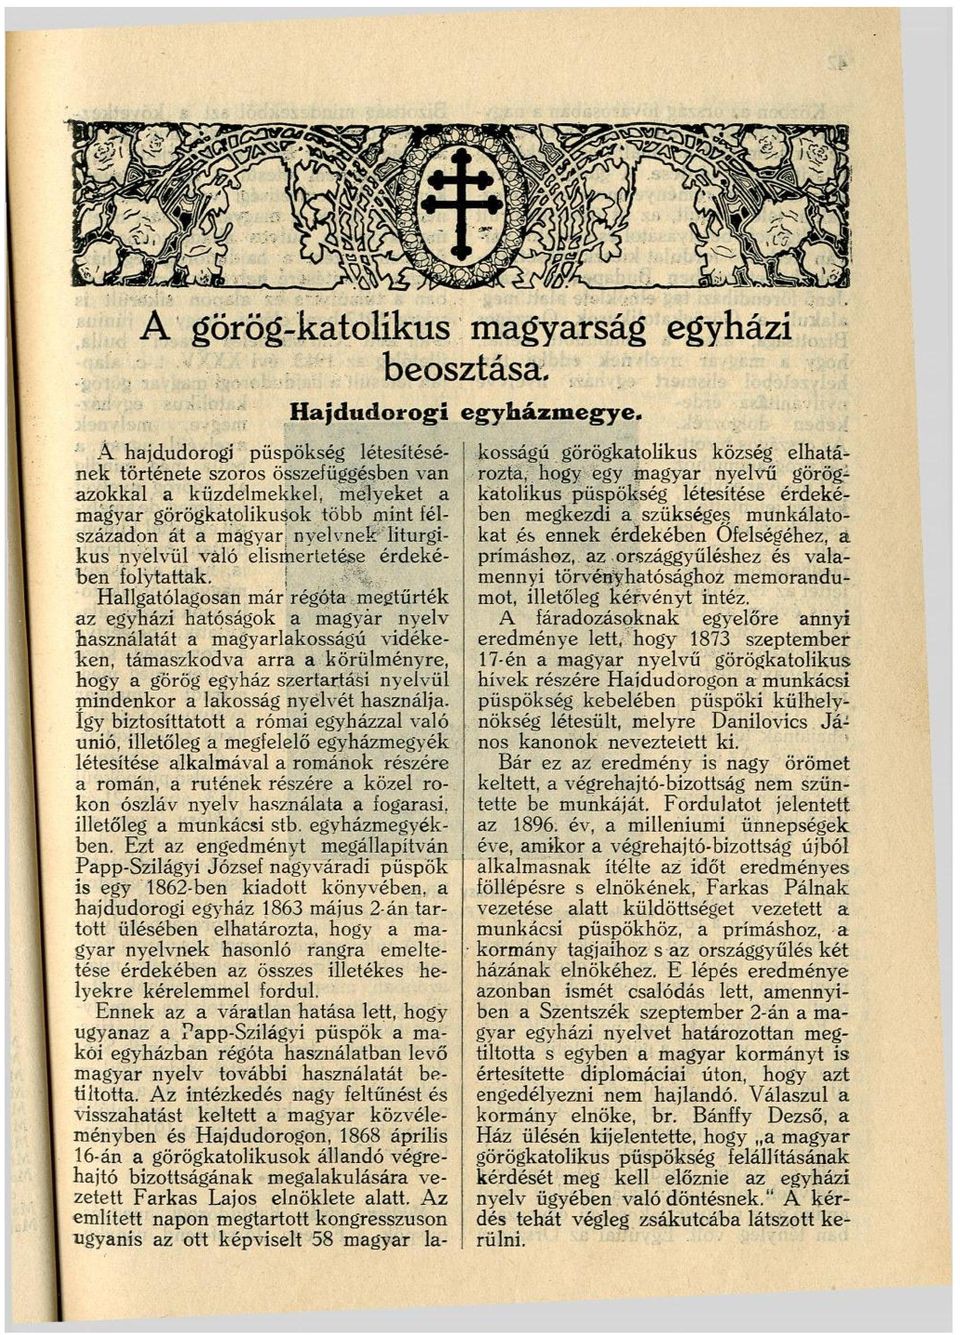 A görög-katolikus magyarság egyházi
beosztása.
Hajdudorogi egyházmegye.
A hajdudorogi püspökség létesítésé-
nek története szoros összefüggésben van
azokkal a küzdelmekkel, melyeket a
magyar görögkatolikusok több mint fél-
századon át a magyar nyelvnek liturgi-
kus nyelvül való elismertetése érdeké-
ben folytattak.
Hallgatólagosan már régóta megtűrték
az egyházi hatóságok a magyar nyelv
használatát a magyarlakosságú vidéke-
ken, támaszkodva arra a körülményre,
hogy a görög egyház szertartási nyelvül
mindenkor a lakosság nyelvét használja.
Így biztosíttatott a római egyházzal való
unió, illetőleg a megfelelő egyházmegyék
létesítése alkalmával a románok részére
a román, a rutének részére a közel ro-
kon ószláv nyelv használata a fogarasi,
illetőleg a munkácsi stb. egyházmegyék-
ben. Ezt az engedményt megállapítván
Papp-Szilágyi József nagyváradi püspök
is egy 1862-ben kiadott könyvében, a
hajdudorogi egyház 1863 május 2-án tar-
tott ülésében elhatározta, hogy a ma-
gyar nyelvnek hasonló rangra emelte-
tése érdekében az összes illetékes he-
lyekre kérelemmel fordul.
Ennek az a váratlan hatása lett, hogy
ugyanaz a Papp-Szilágyi püspök a ma-
kói egyházban régóta használatban levő
magyar nyelv további használatát be-
tiltotta. Az intézkedés nagy feltűnést és
visszahatást keltett a magyar közvéle-
ményben és Hajdudorogon, 1868 április
16-án a görögkatolikusok állandó végre-
hajtó bizottságának megalakulására ve-
zetett Farkas Lajos elnöklete alatt. Az
említett napon megtartott kongresszuson
ugyanis az ott képviselt 58 magyar la-
kosságú görögkatolikus község elhatá-
rozta, hogy egy magyar nyelvű görög-
katolikus püspökség létesítése érdeké-
ben megkezdi a szükséges munkálato-
kat és ennek érdekében Őfelségéhez, a
prímáshoz, az országgyűléshez és vala-
mennyi törvényhatósághoz memorandu-
mot, illetőleg kérvényt intéz.
A fáradozásoknak egyelőre annyi
eredménye lett, hogy 1873 szeptember
17-én a magyar nyelvű görögkatolikus
hívek részére Hajdudorogon a munkácsi
püspökség kebelében püspöki külhely-
nökség létesült, melyre Danilovics Já-
nos kanonok neveztetett ki.
Bár ez az eredmény is nagy örömet
keltett, a végrehajtó-bizottság nem szün-
tette be munkáját. Fordulatot jelentett
az 1896. év, a milleniumi ünnepségek
éve, amikor a végrehajtó-bizottság újból
alkalmasnak ítélte az időt eredményes
föllépésre s elnökének, Farkas Pálnak
vezetése alatt küldöttséget vezetett a
munkácsi püspökhöz, a prímáshoz, a
kormány tagjaihoz s az országgyűlés két
házának elnökéhez. E lépés eredménye
azonban ismét csalódás lett, amennyi-
ben a Szentszék szeptember 2-án a ma-
gyar egyházi nyelvet határozottan meg-
tiltotta s egyben a magyar kormányt is
értesítette diplomáciai úton, hogy azt
engedélyezni nem hajlandó. Válaszul a
kormány elnöke, br. Bánffy Dezső, a
Ház ülésén kijelentette, hogy „a magyar
görögkatolikus püspökség felállításának
kérdését meg kell előznie az egyházi
nyelv ügyében való döntésnek." A kér-
dés tehát végleg zsákutcába látszott ke-
rülni.